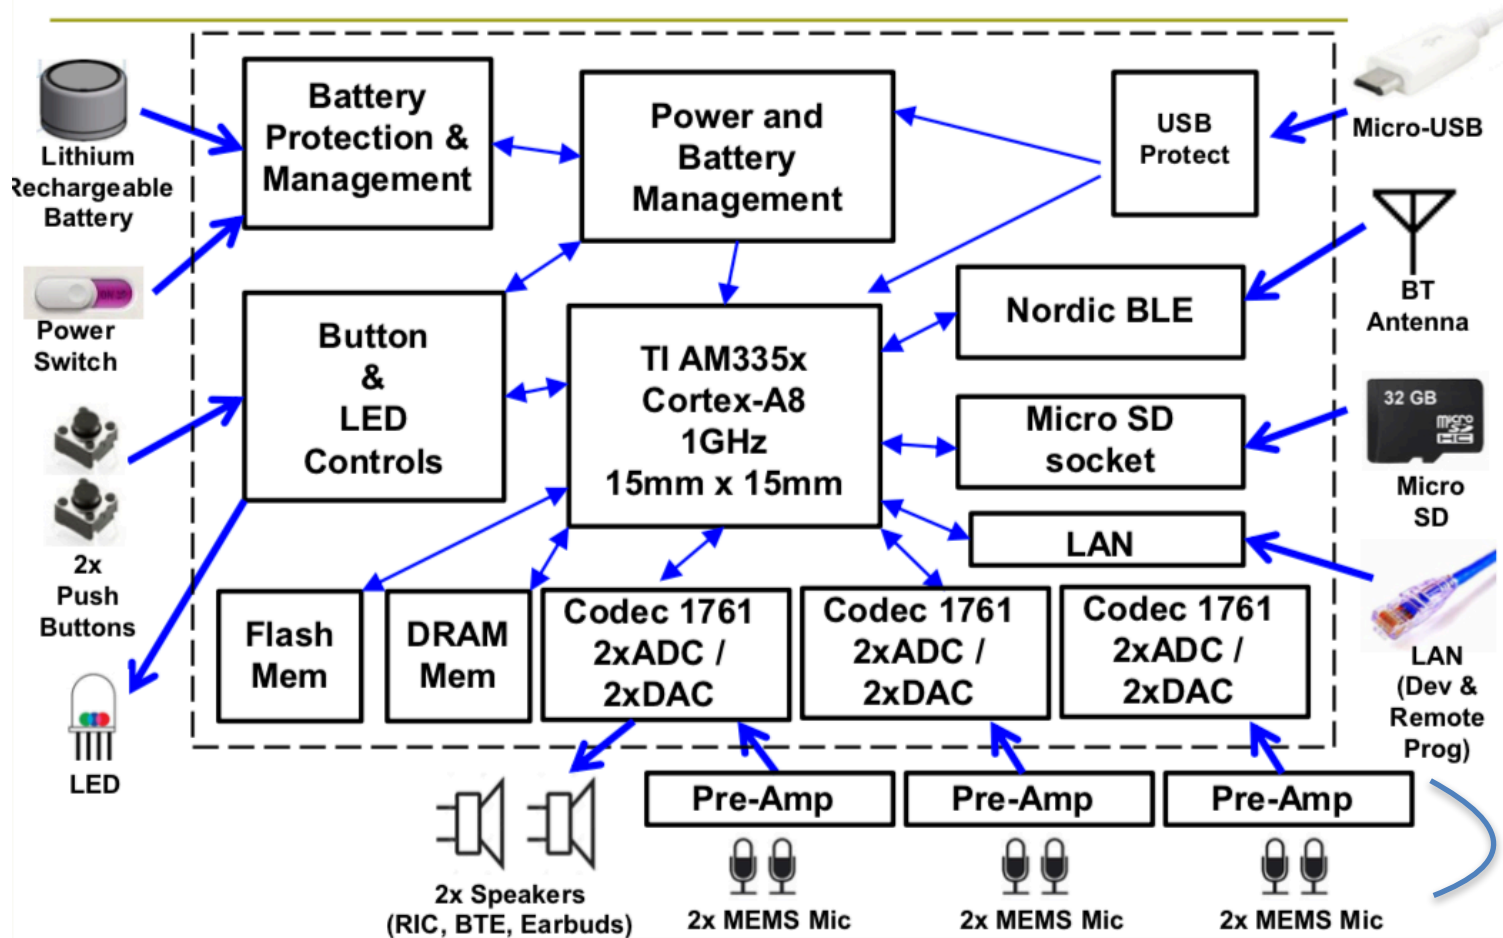 Battery
Protection &
Management
Power and
Battery
Management
USB
Protect
Micro-USB
Lithium
Rechargeable
Battery
Power
Switch
Button
&
LED
Controls
TI AM335x
Cortex-A8
1GHz
15mm x 15mm
Nordic BLE
BT
Antenna
Micro SD
socket
32 GB
micro
SD
HC
Micro
SD
LAN
LAN
(Dev &
Remote
Prog)
2x
Push
Buttons
LED
Flash
Mem
DRAM
Mem
Codec 1761
2xADC /
2xDAC
Codec 1761
2xADC /
2xDAC
Codec 1761
2xADC /
2xDAC
Pre-Amp
Pre-Amp
Pre-Amp
2x Speakers
(RIC, BTE, Earbuds)
2x MEMS Mic
2x MEMS Mic
2x MEMS Mic